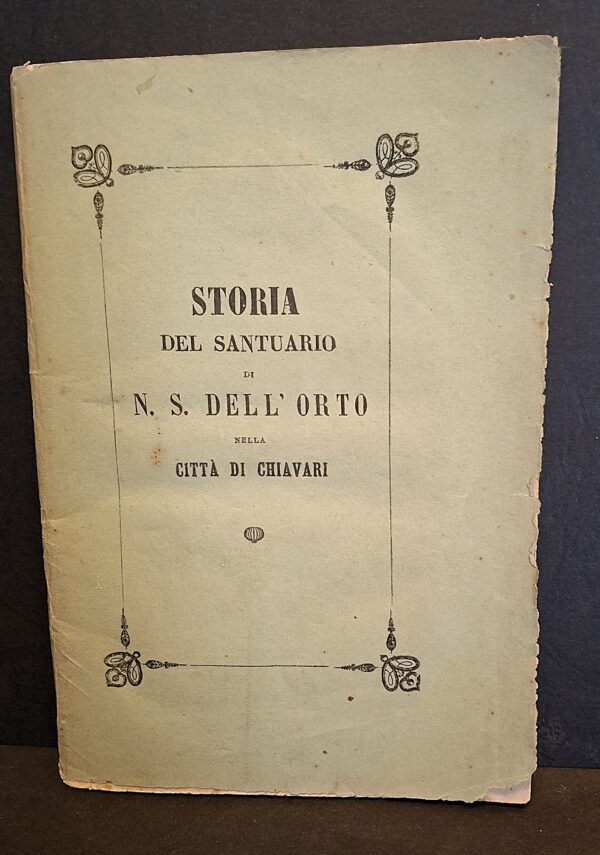 STORIA
DEL SANTUARIO
DI
N. S. DELL' ORTO
NELLA
CITTÀ DI CHIAVARI